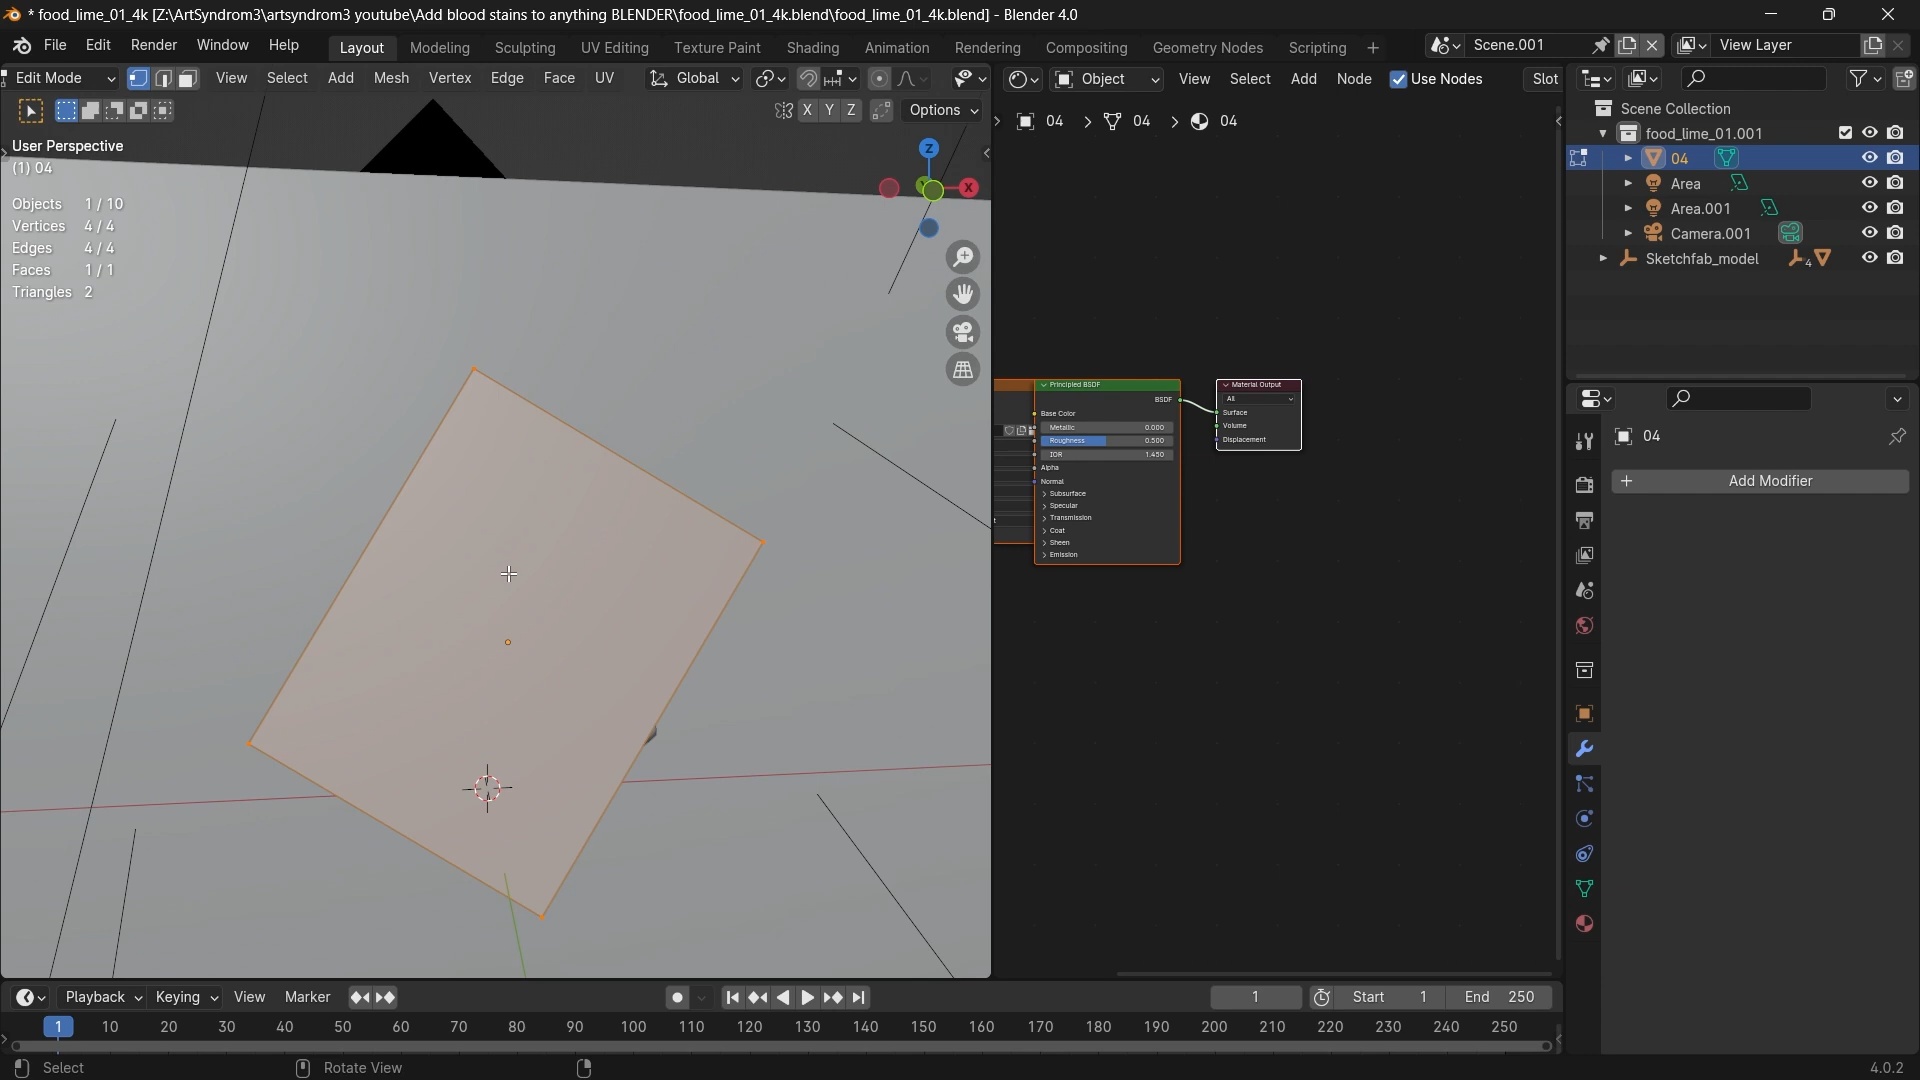 * food_lime_01_4k [Z:\ArtSyndrom3\artsyndrom3 youtube\Add blood stains to anything BLENDER\food_lime_01_4k.blend\food_lime_01_4k.blend] - Blender 4.0
File Edit Render Window Help Layout Modeling Sculpting UV Editing Texture Paint Shading Animation Rendering Compositing Geometry Nodes Scripting + Scene.001 View Layer
Edit Mode View Select Add Mesh Vertex Edge Face UV Global Object View Select Add Node Use Nodes Slot
X Y Z Options
04 > 04 > 04
Scene Collection
food_lime_01.001
04
Area
Area.001
Camera.001
Sketchfab_model 4
User Perspective
(1) 04
Objects 1 / 10
Vertices 4 / 4
Edges 4 / 4
Faces 1 / 1
Triangles 2
Z
X
Y
Principled BSDF
BSDF
Base Color
Metallic 0.000
Roughness 0.500
IOR 1.450
Alpha
Normal
Subsurface
Specular
Transmission
Coat
Sheen
Emission
t
Material Output
All
Surface
Volume
Displacement
04
+ Add Modifier
Playback Keying View Marker 1 Start 1 End 250
1 10 20 30 40 50 60 70 80 90 100 110 120 130 140 150 160 170 180 190 200 210 220 230 240 250
Select Rotate View 4.0.2